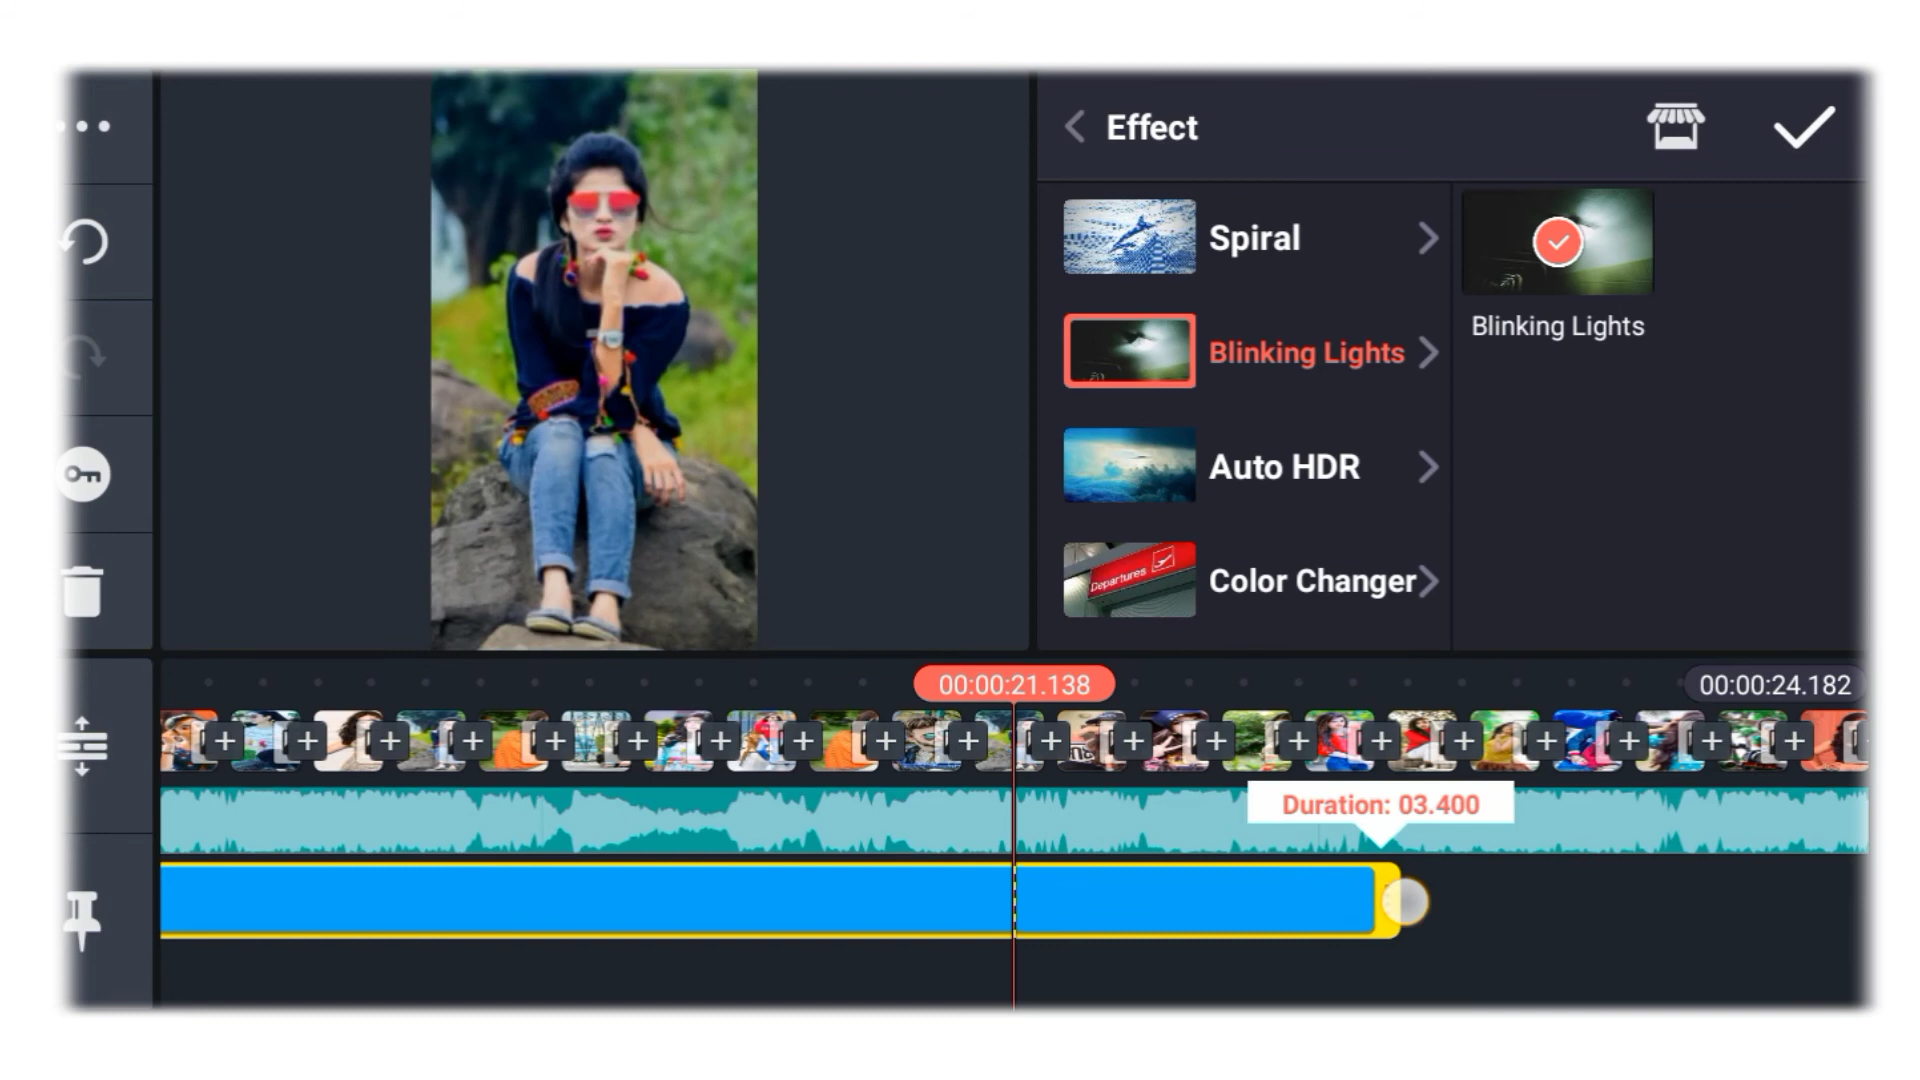 Effect
Spiral
Blinking Lights
Auto HDR
Departures
Color Changer
Blinking Lights
00:00:21.138
00:00:24.182
Duration: 03.400